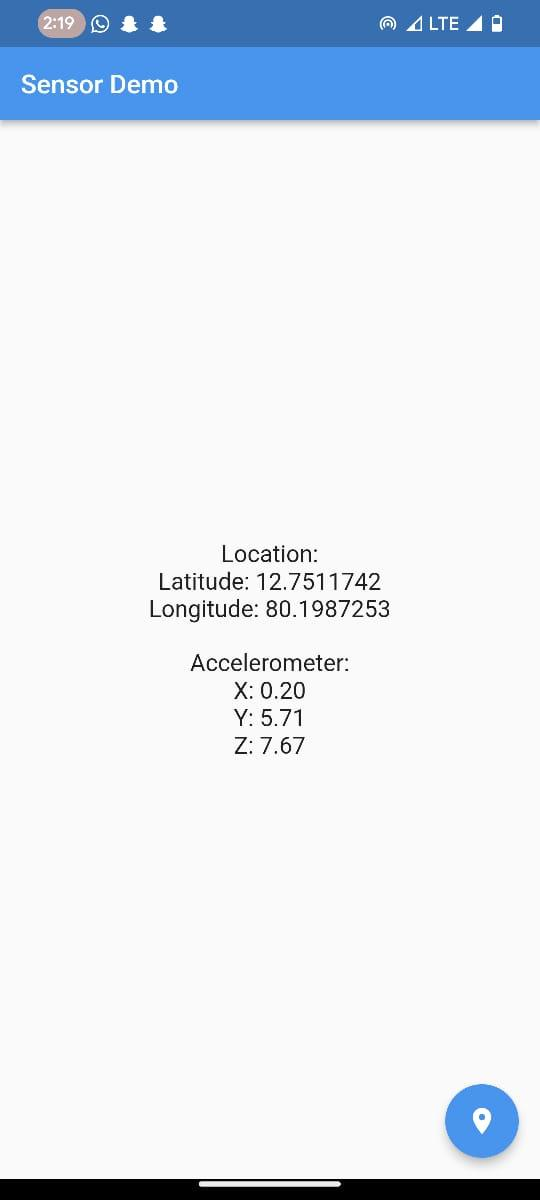 2:19
LTE
Sensor Demo
Location:
Latitude: 12.7511742
Longitude: 80.1987253
Accelerometer:
X: 0.20
Y: 5.71
Z: 7.67